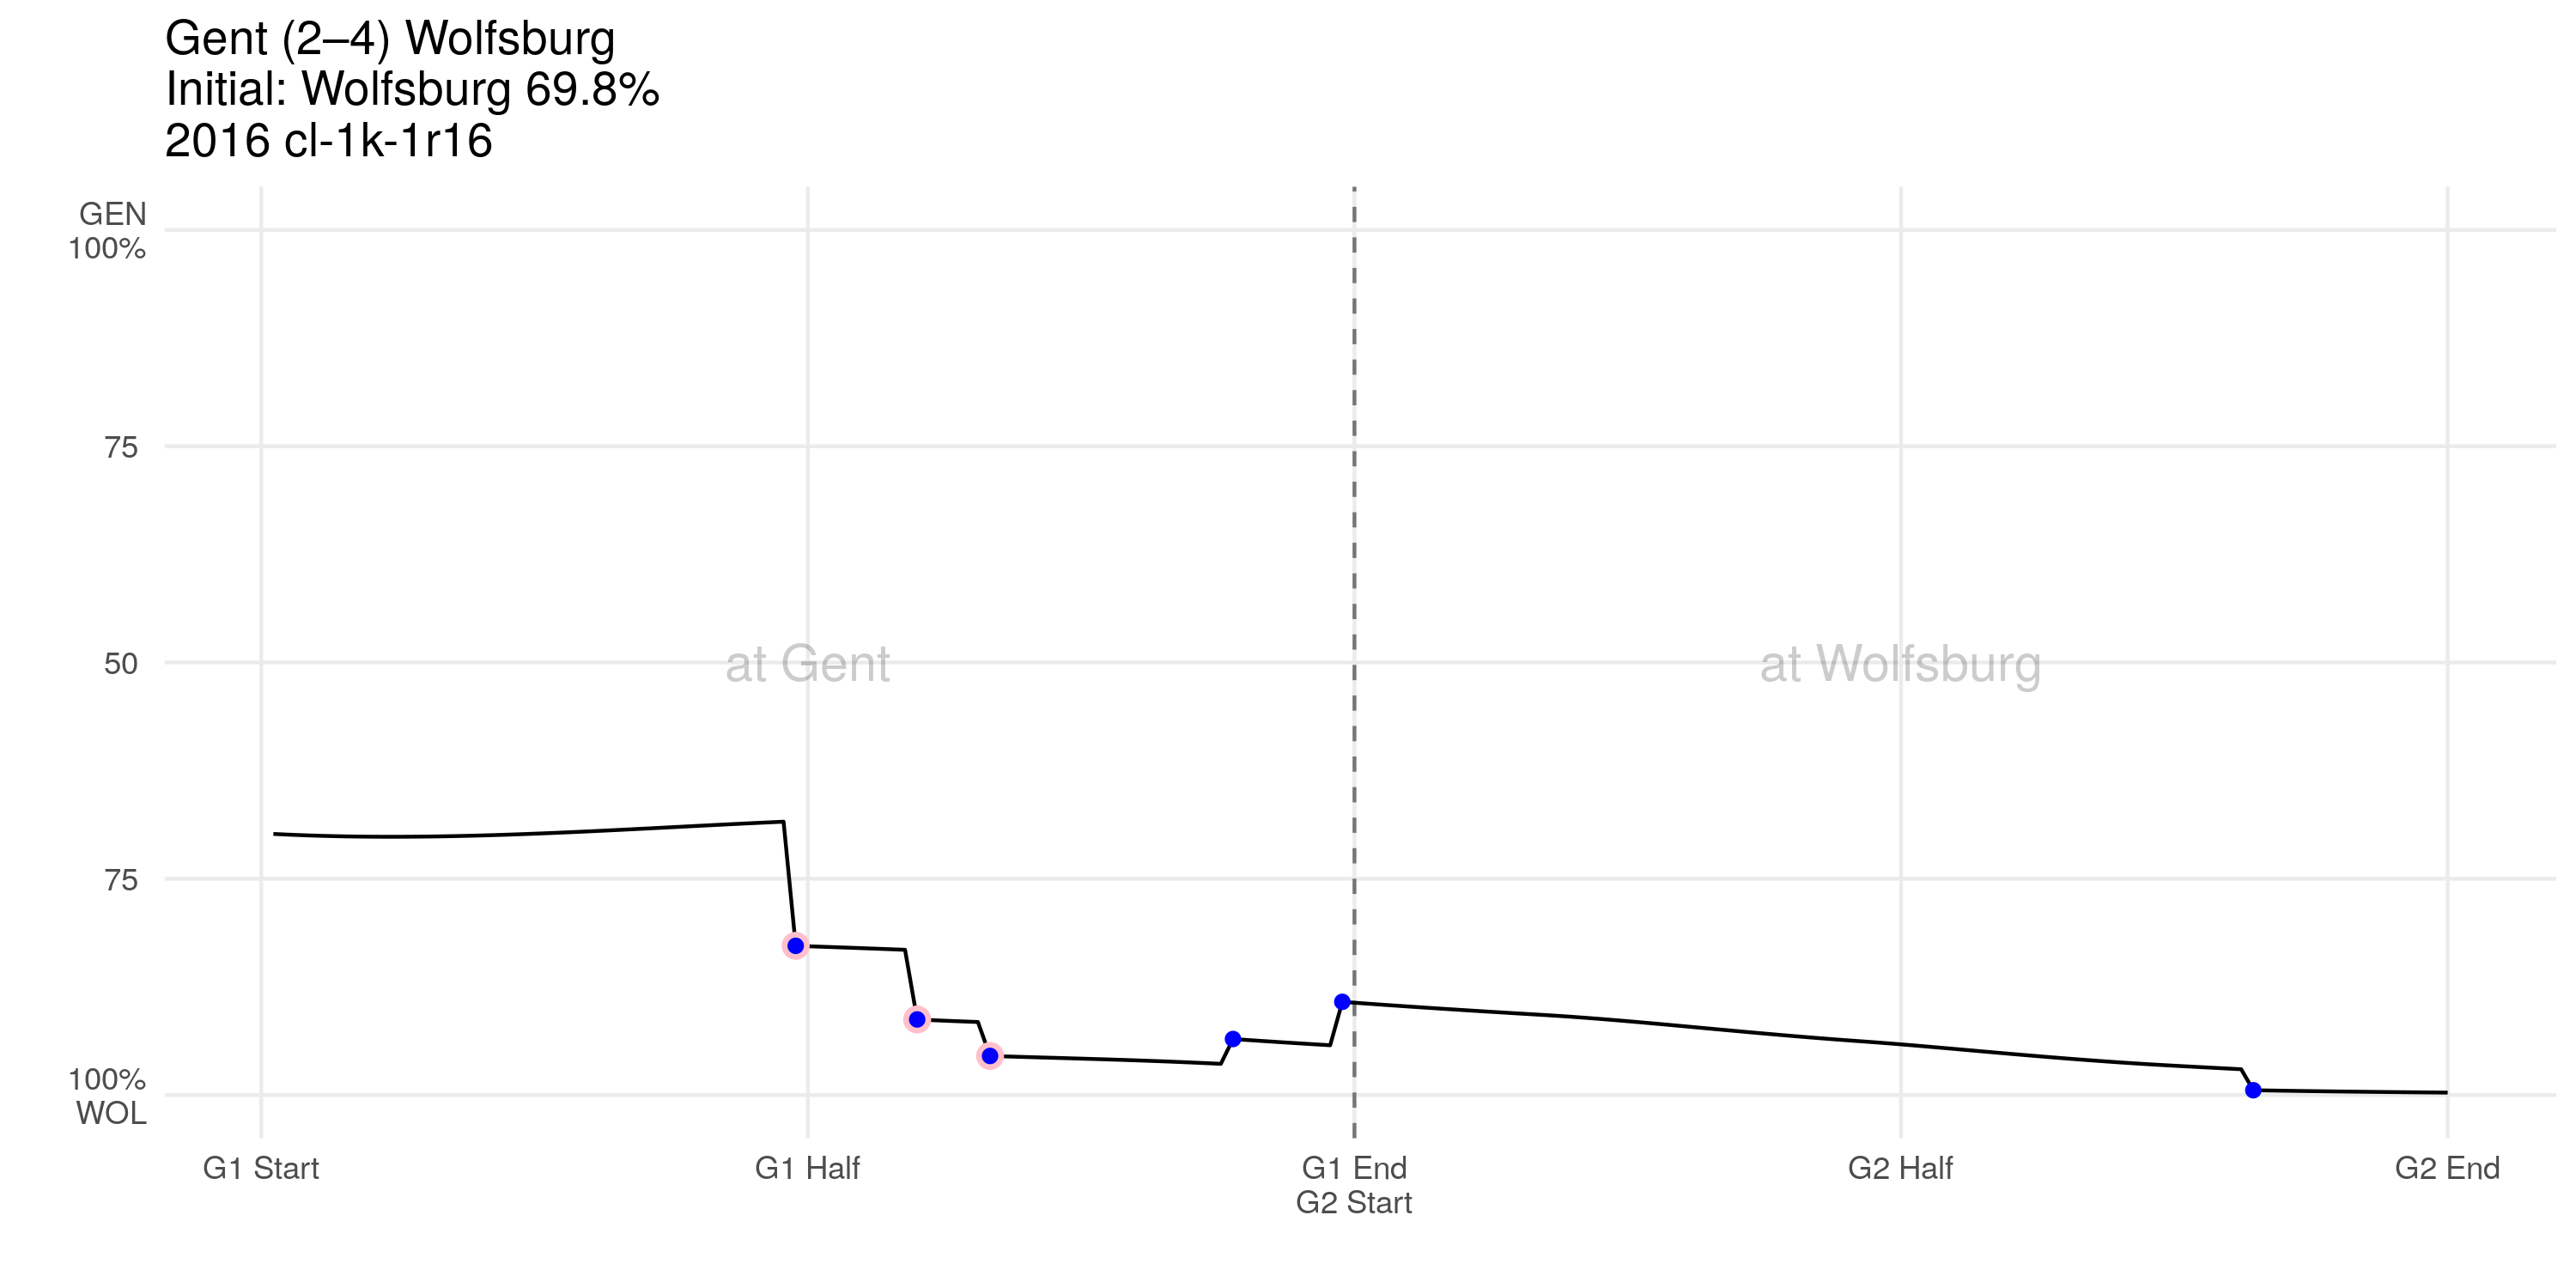 Gent (2–4) Wolfsburg
Initial: Wolfsburg 69.8%
2016 cl-1k-1r16
GEN
100%
75
50
75
100%
WOL
at Gent
at Wolfsburg
G1 Start
G1 Half
G1 End
G2 Start
G2 Half
G2 End